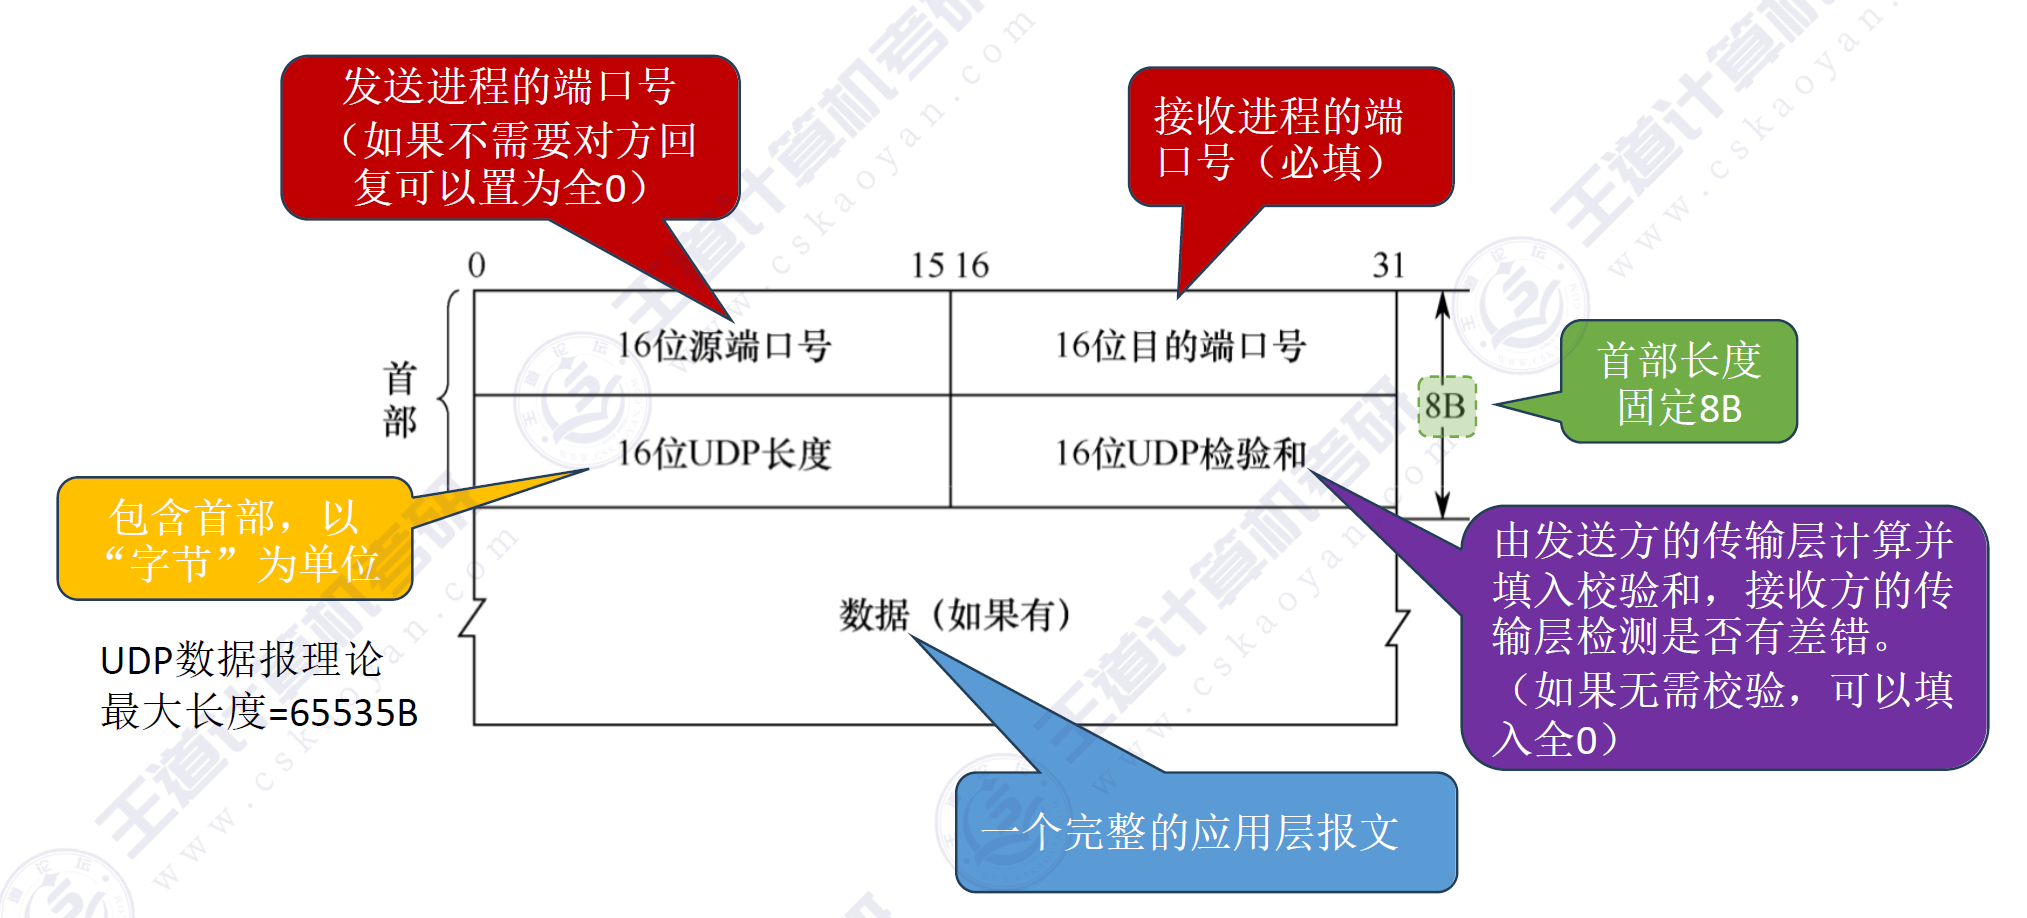 发送进程的端口号
（如果不需要对方回
复可以置为全0）
接收进程的端
口号（必填）
0
15 16
31
首部
16位源端口号
16位目的端口号
8B
首部长度
固定8B
16位UDP长度
16位UDP检验和
包含首部，以
“字节”为单位
由发送方的传输层计算并
填入校验和，接收方的传
输层检测是否有差错。
（如果无需校验，可以填
入全0）
数据（如果有）
UDP数据报理论
最大长度=65535B
一个完整的应用层报文
王道计算机考研
www.cskaoyan.com